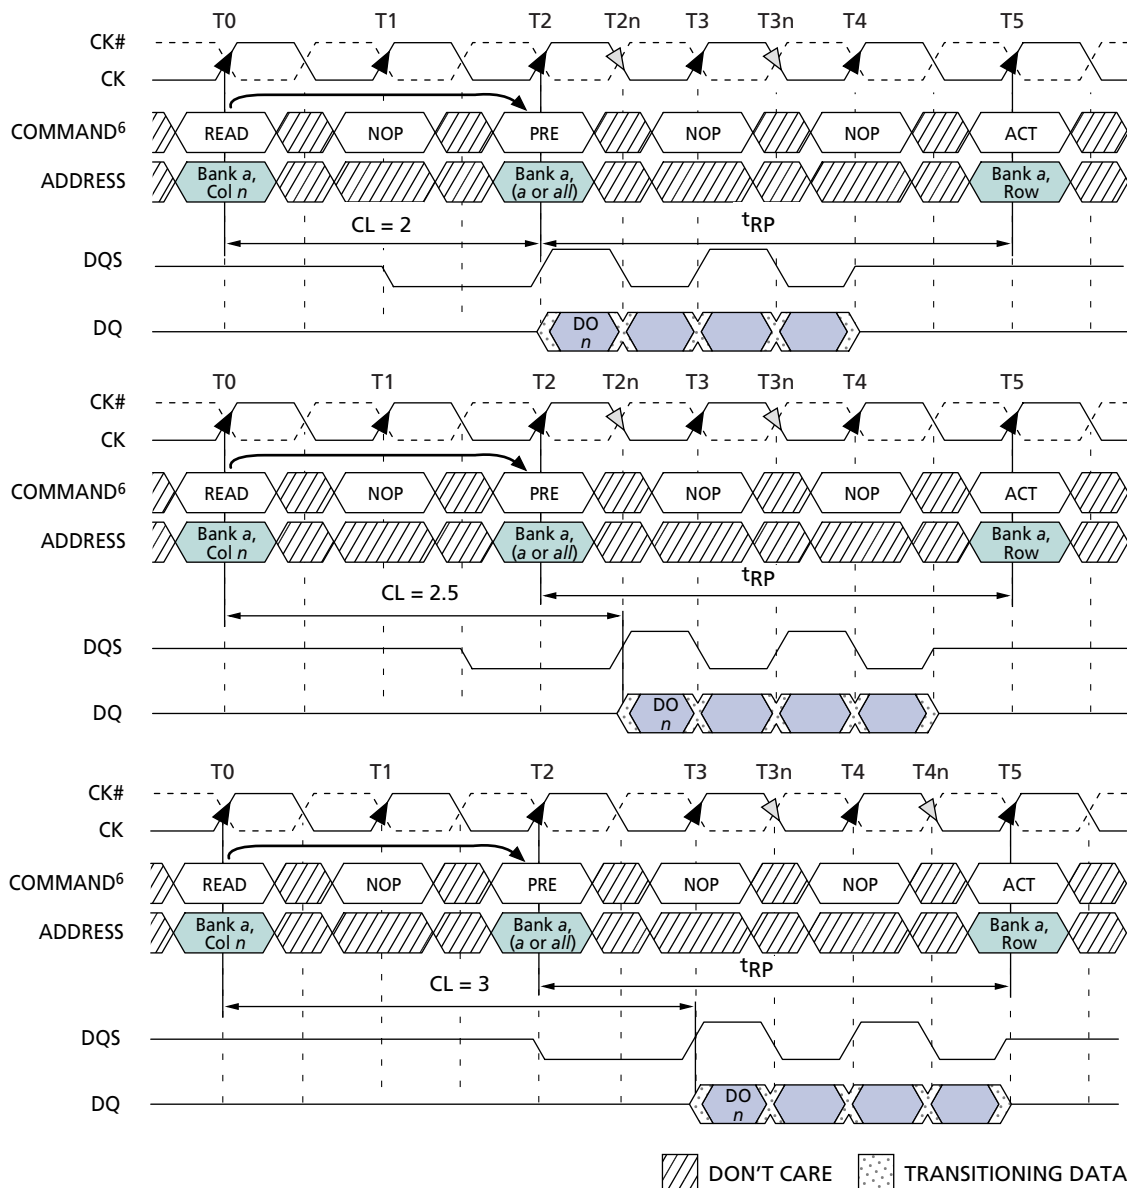 T0 T1 T2 T2n T3 T3n T4 T5
CK#
CK
COMMAND6 READ NOP PRE NOP NOP ACT
ADDRESS Bank a, Col n Bank a, (a or all) Bank a, Row
CL = 2 tRP
DQS
DQ DO n
T0 T1 T2 T2n T3 T3n T4 T5
CK#
CK
COMMAND6 READ NOP PRE NOP NOP ACT
ADDRESS Bank a, Col n Bank a, (a or all) Bank a, Row
CL = 2.5 tRP
DQS
DQ DO n
T0 T1 T2 T3 T3n T4 T4n T5
CK#
CK
COMMAND6 READ NOP PRE NOP NOP ACT
ADDRESS Bank a, Col n Bank a, (a or all) Bank a, Row
CL = 3 tRP
DQS
DQ DO n
DON'T CARE TRANSITIONING DATA